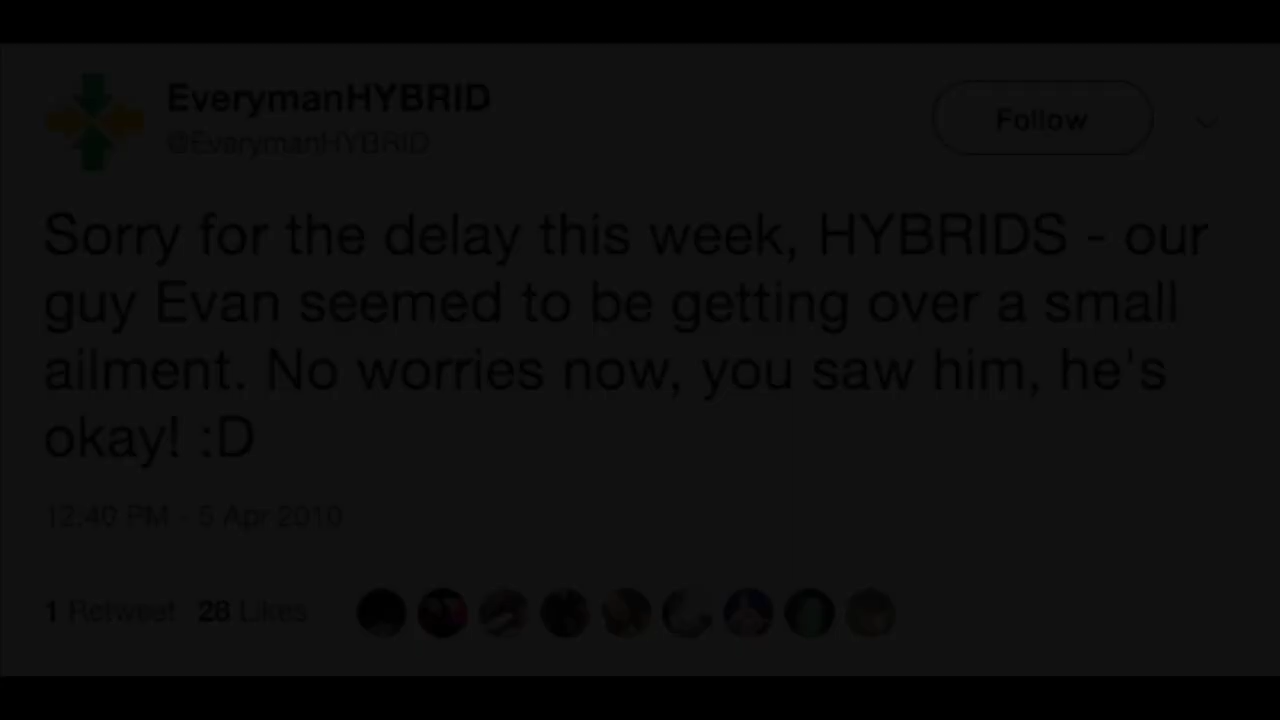 EverymanHYBRID
@EverymanHYBRID
Follow
Sorry for the delay this week, HYBRIDS - our
guy Evan seemed to be getting over a small
ailment. No worries now, you saw him, he's
okay! :D
12:40 PM - 5 Apr 2010
1 Retweet 28 Likes